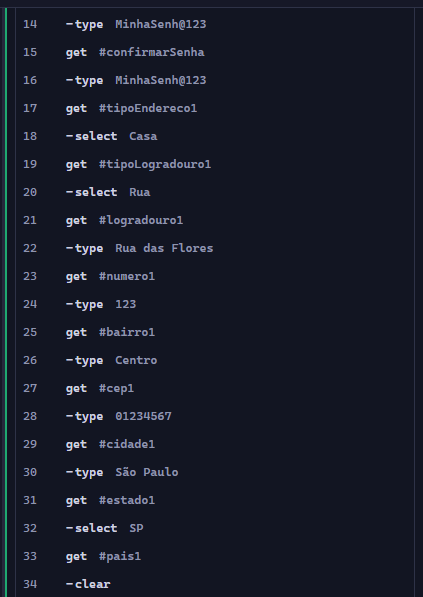 14 -type MinhaSenh@123
15 get #confirmarSenha
16 -type MinhaSenh@123
17 get #tipoEndereco1
18 -select Casa
19 get #tipoLogradouro1
20 -select Rua
21 get #logradouro1
22 -type Rua das Flores
23 get #numero1
24 -type 123
25 get #bairro1
26 -type Centro
27 get #cep1
28 -type 01234567
29 get #cidade1
30 -type São Paulo
31 get #estado1
32 -select SP
33 get #pais1
34 -clear